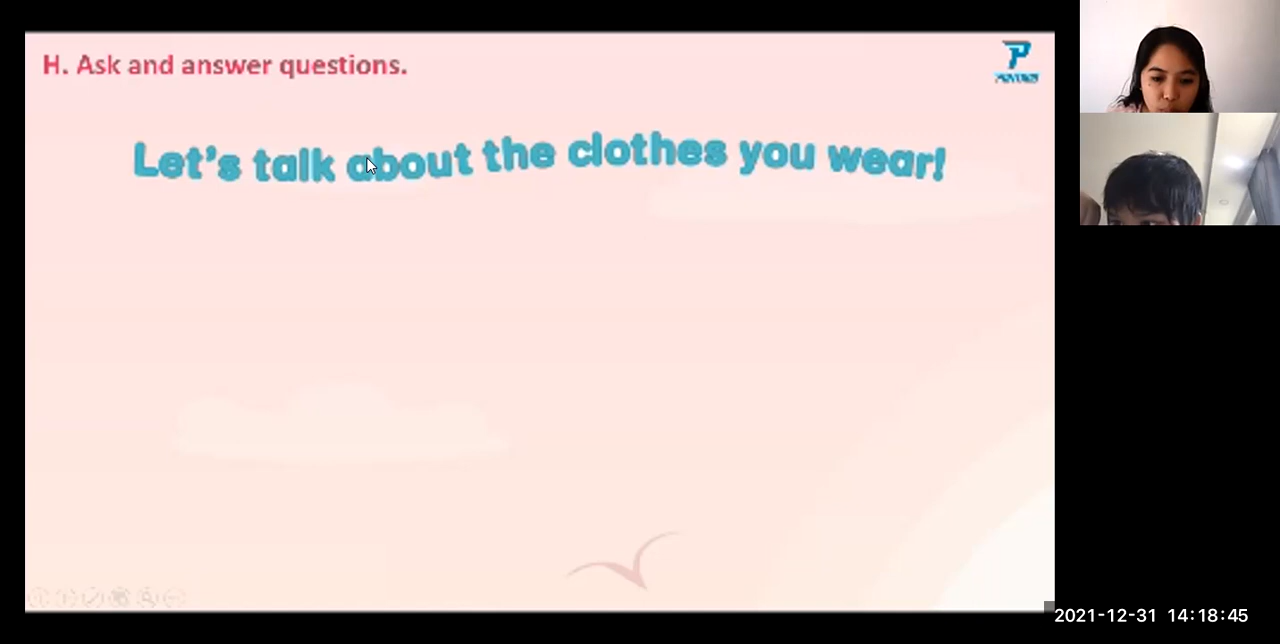 H. Ask and answer questions.
Let's talk about the clothes you wear!
2021-12-31 14:18:45